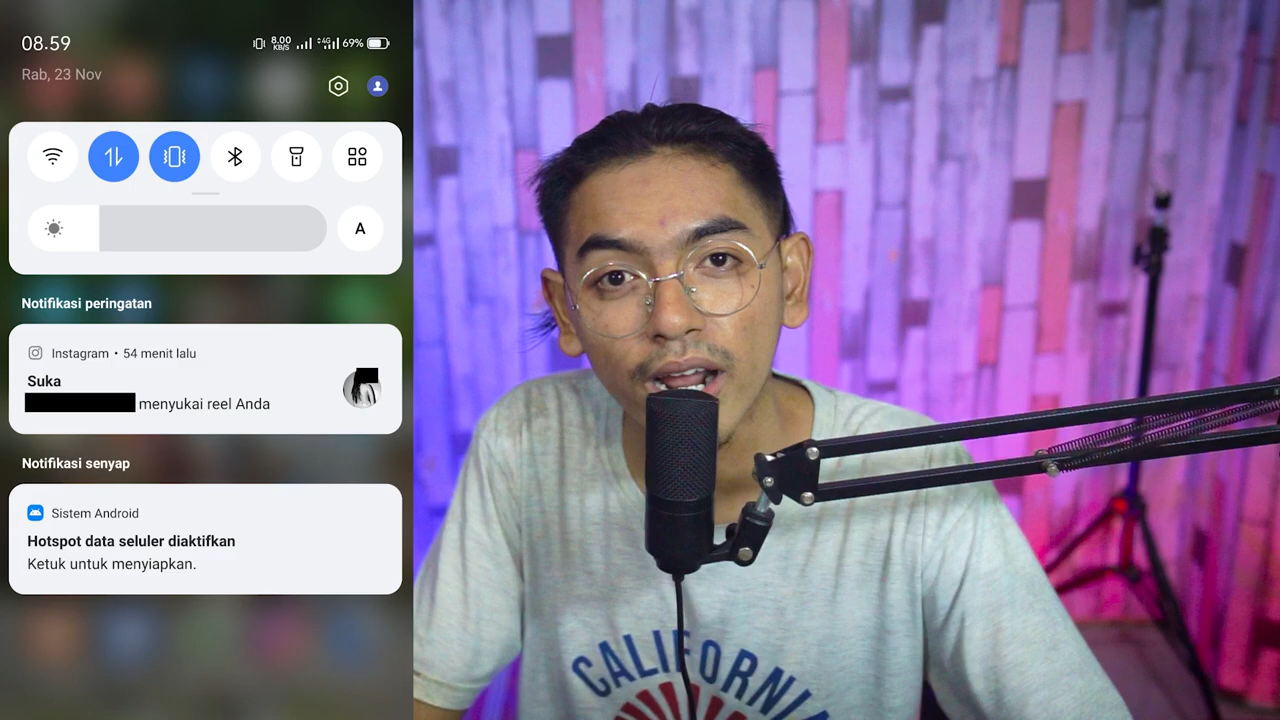 08.59
8.00 KB/S 4G 69%
Rab, 23 Nov
A
Notifikasi peringatan
Instagram • 54 menit lalu
Suka
menyukai reel Anda
Notifikasi senyap
Sistem Android
Hotspot data seluler diaktifkan
Ketuk untuk menyiapkan.
CALIFORNIA